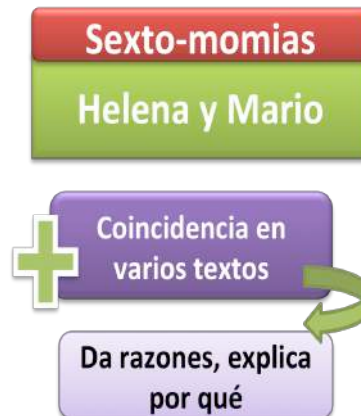 Sexto-momias
Helena y Mario
Coincidencia en
varios textos
Da razones, explica
por qué